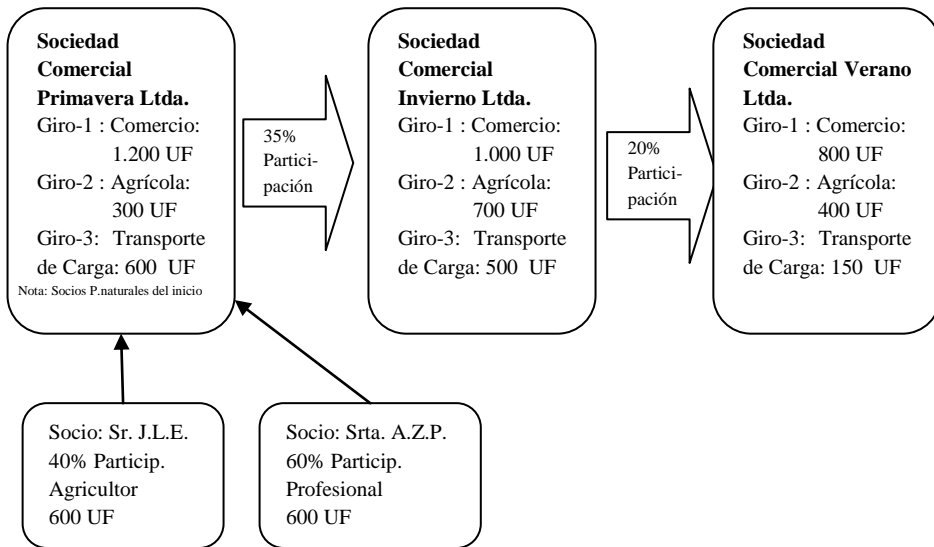 Sociedad
Comercial
Primavera Ltda.
Giro-1 : Comercio:
1.200 UF
Giro-2 : Agrícola:
300 UF
Giro-3: Transporte
de Carga: 600 UF
Nota: Socios P.naturales del inicio
35%
Partici-
pación
Sociedad
Comercial
Invierno Ltda.
Giro-1 : Comercio:
1.000 UF
Giro-2 : Agrícola:
700 UF
Giro-3: Transporte
de Carga: 500 UF
20%
Partici-
pación
Sociedad
Comercial Verano
Ltda.
Giro-1 : Comercio:
800 UF
Giro-2 : Agrícola:
400 UF
Giro-3: Transporte
de Carga: 150 UF
Socio: Sr. J.L.E.
40% Particip.
Agricultor
600 UF
Socio: Srta. A.Z.P.
60% Particip.
Profesional
600 UF